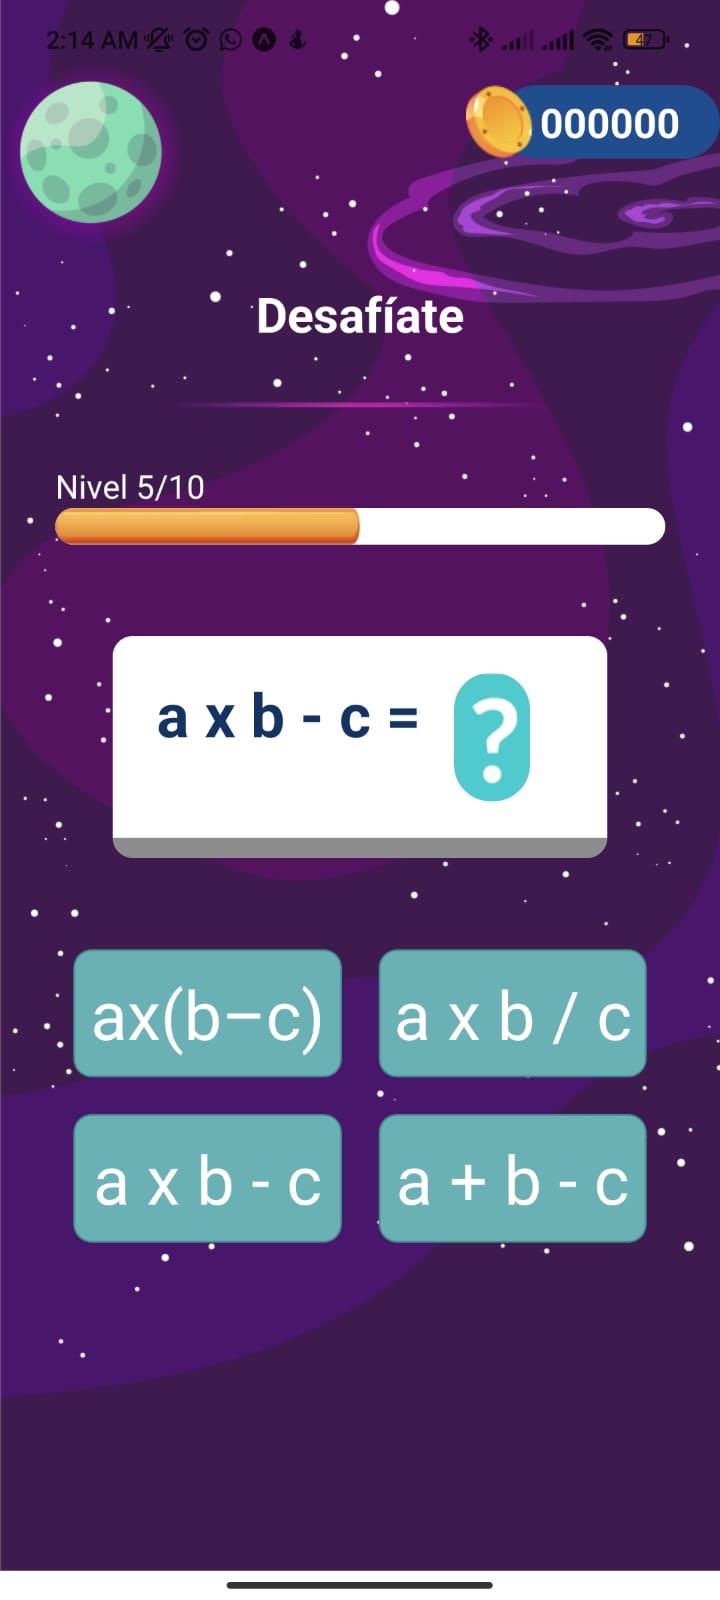 2:14 AM
47
000000
Desafíate
Nivel 5/10
a x b - c = ?
ax(b−c)
a x b / c
a x b - c
a + b - c